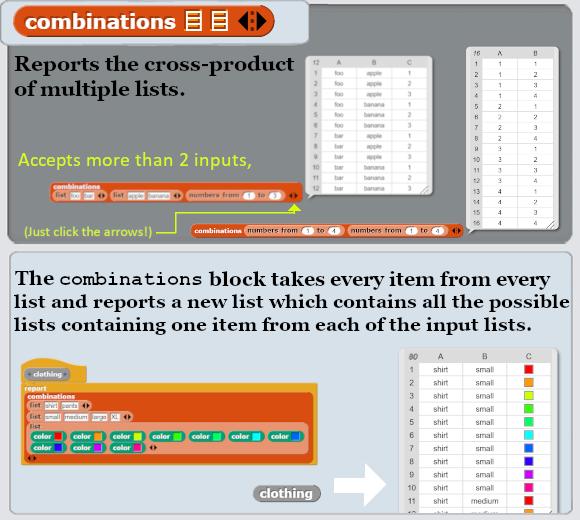 combinations
Reports the cross-product
of multiple lists.
Accepts more than 2 inputs,
combinations
list foo bar list apple banana numbers from 1 to 3
(Just click the arrows!)
combinations numbers from 1 to 4 numbers from 1 to 4
12 A B C
1 foo apple 1
2 foo apple 2
3 foo apple 3
4 foo banana 1
5 foo banana 2
6 foo banana 3
7 bar apple 1
8 bar apple 2
9 bar apple 3
10 bar banana 1
11 bar banana 2
12 bar banana 3
16 A B
1 1 1
2 1 2
3 1 3
4 1 4
5 2 1
6 2 2
7 2 3
8 2 4
9 3 1
10 3 2
11 3 3
12 3 4
13 4 1
14 4 2
15 4 3
16 4 4
The combinations block takes every item from every
list and reports a new list which contains all the possible
lists containing one item from each of the input lists.
clothing
report
combinations
list shirt pants
list small medium large XL
list
color color color color color color color
color color color
clothing
80 A B C
1 shirt small
2 shirt small
3 shirt small
4 shirt small
5 shirt small
6 shirt small
7 shirt small
8 shirt small
9 shirt small
10 shirt small
11 shirt medium